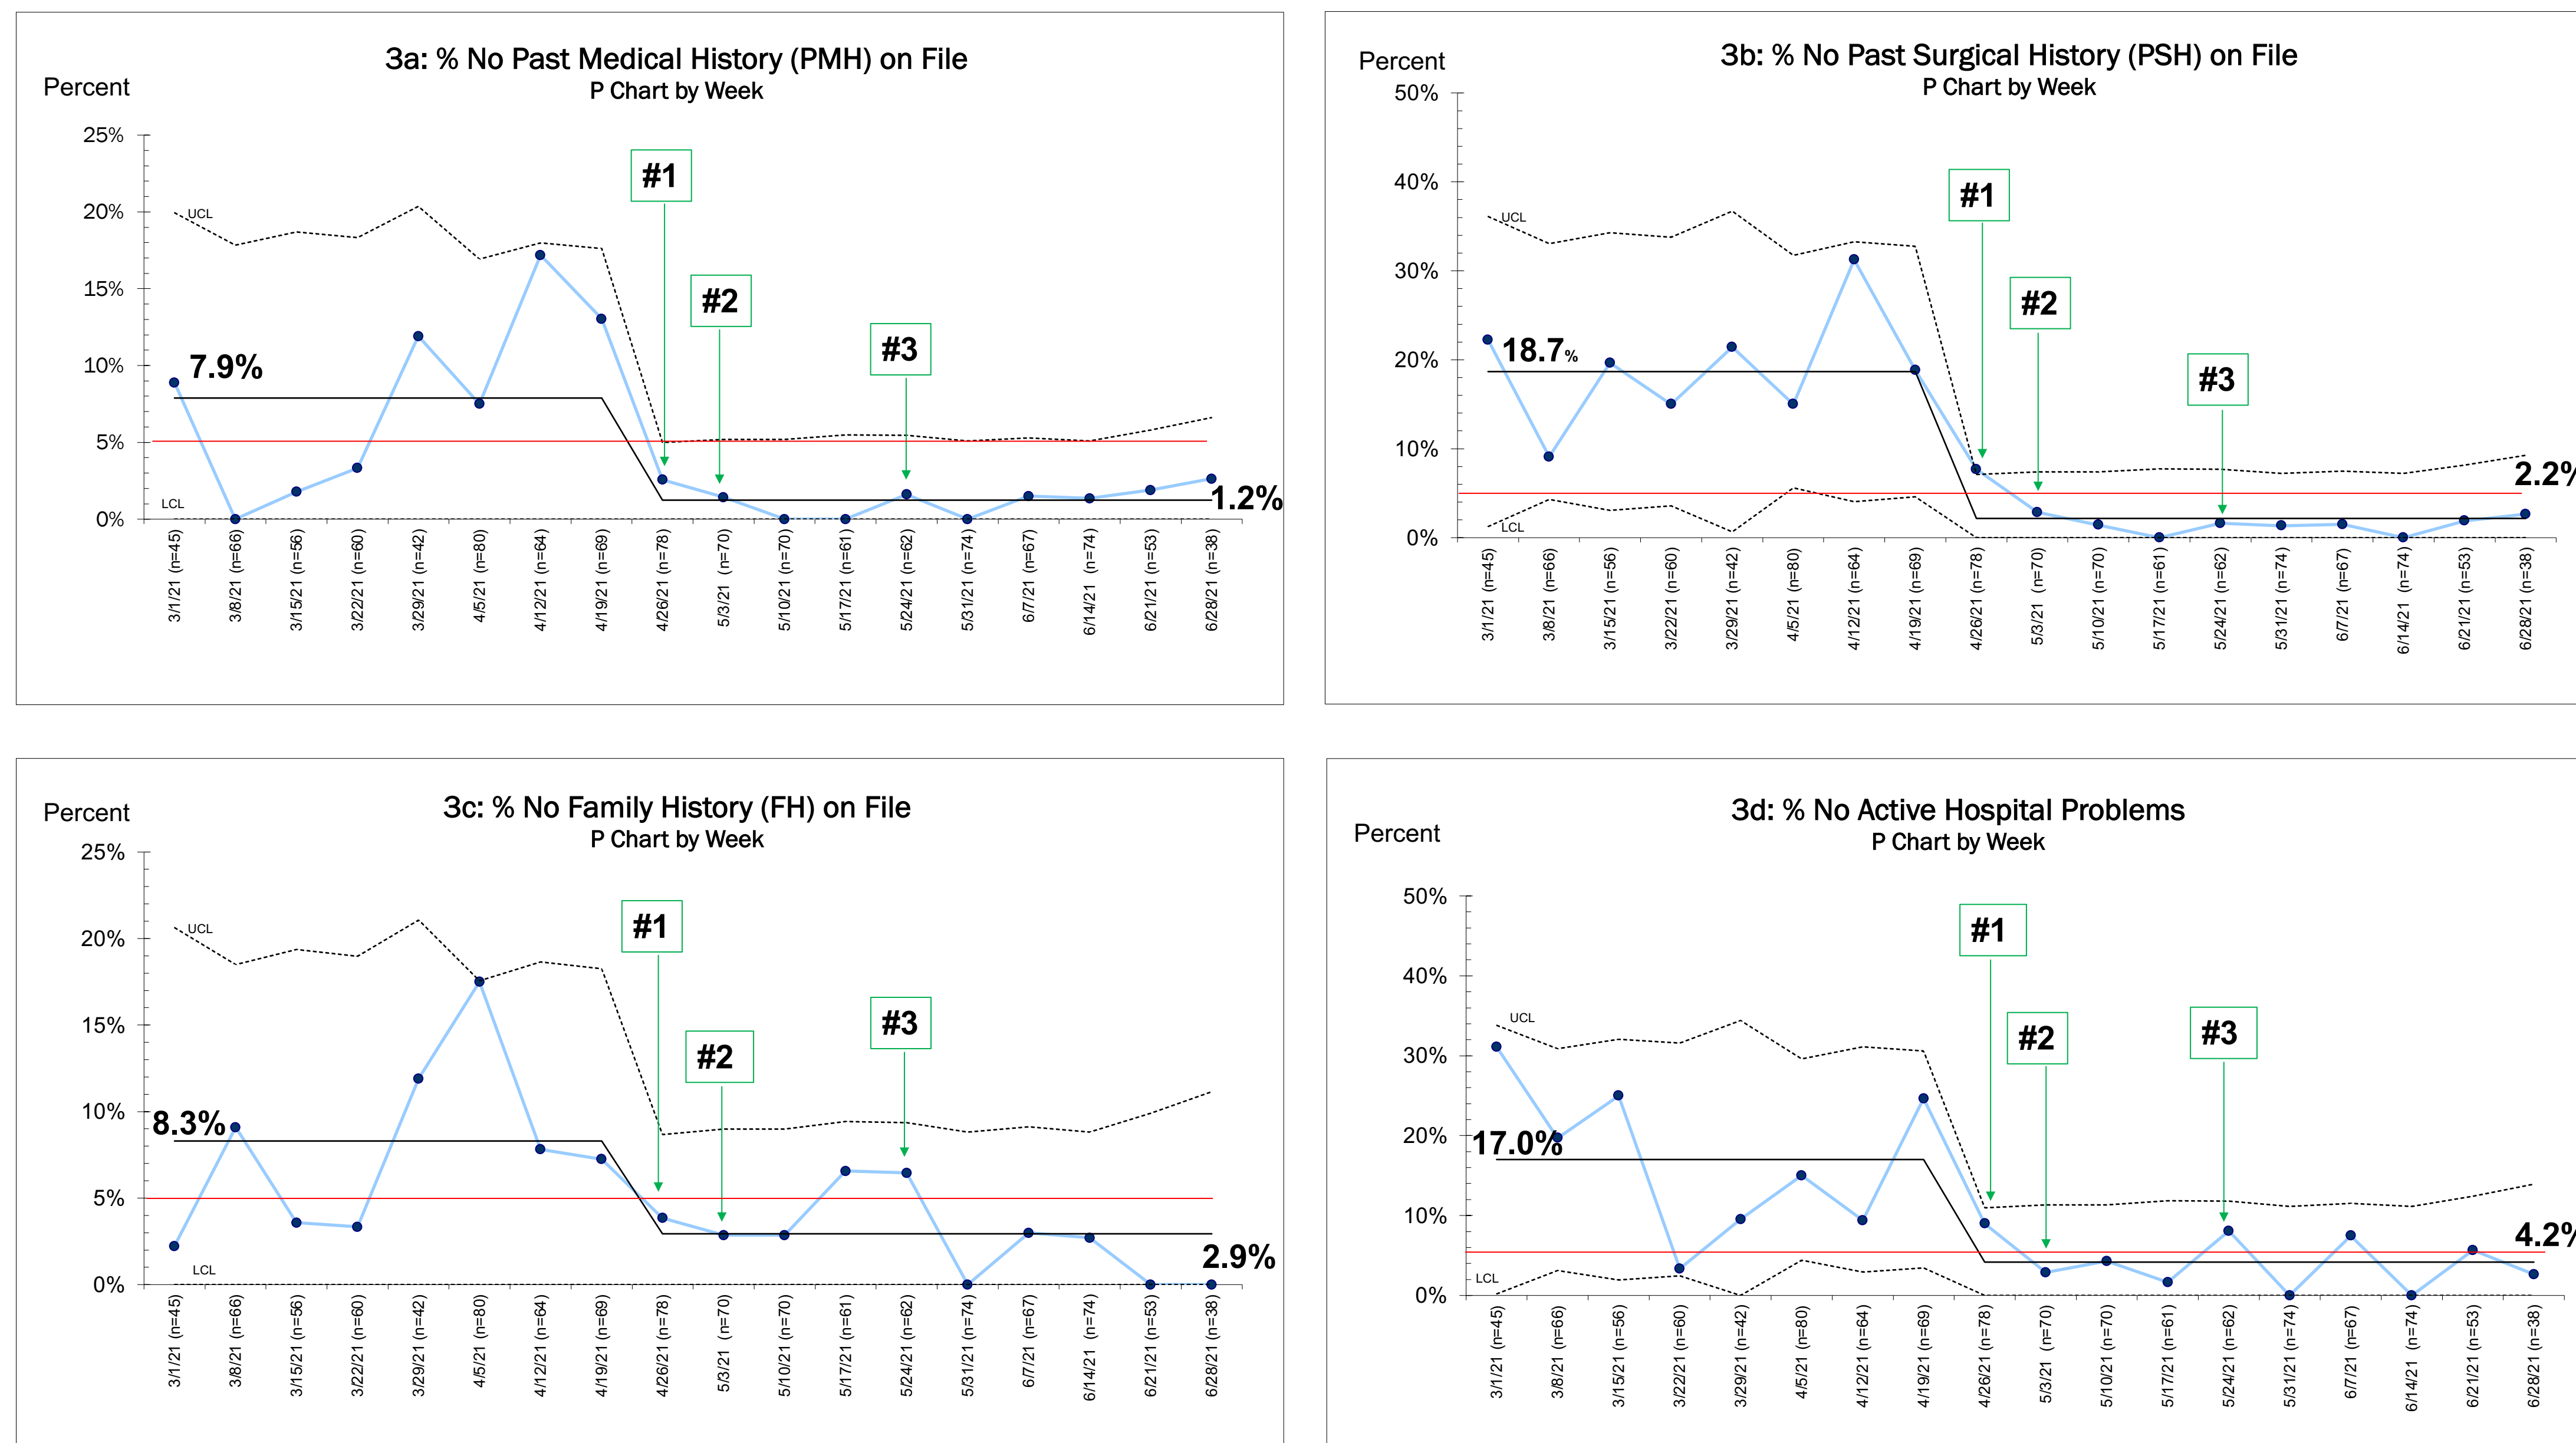 3a: % No Past Medical History (PMH) on File
P Chart by Week
Percent
25%
20%
15%
10%
5%
0%
UCL
LCL
7.9%
#1
#2
#3
1.2%
3/1/21 (n=45)
3/8/21 (n=66)
3/15/21 (n=56)
3/22/21 (n=60)
3/29/21 (n=42)
4/5/21 (n=80)
4/12/21 (n=64)
4/19/21 (n=69)
4/26/21 (n=78)
5/3/21 (n=70)
5/10/21 (n=70)
5/17/21 (n=61)
5/24/21 (n=62)
5/31/21 (n=74)
6/7/21 (n=67)
6/14/21 (n=74)
6/21/21 (n=53)
6/28/21 (n=38)
3b: % No Past Surgical History (PSH) on File
P Chart by Week
Percent
50%
40%
30%
20%
10%
0%
UCL
LCL
18.7%
#1
#2
#3
2.2%
3/1/21 (n=45)
3/8/21 (n=66)
3/15/21 (n=56)
3/22/21 (n=60)
3/29/21 (n=42)
4/5/21 (n=80)
4/12/21 (n=64)
4/19/21 (n=69)
4/26/21 (n=78)
5/3/21 (n=70)
5/10/21 (n=70)
5/17/21 (n=61)
5/24/21 (n=62)
5/31/21 (n=74)
6/7/21 (n=67)
6/14/21 (n=74)
6/21/21 (n=53)
6/28/21 (n=38)
3c: % No Family History (FH) on File
P Chart by Week
Percent
25%
20%
15%
10%
5%
0%
UCL
LCL
8.3%
#1
#2
#3
2.9%
3/1/21 (n=45)
3/8/21 (n=66)
3/15/21 (n=56)
3/22/21 (n=60)
3/29/21 (n=42)
4/5/21 (n=80)
4/12/21 (n=64)
4/19/21 (n=69)
4/26/21 (n=78)
5/3/21 (n=70)
5/10/21 (n=70)
5/17/21 (n=61)
5/24/21 (n=62)
5/31/21 (n=74)
6/7/21 (n=67)
6/14/21 (n=74)
6/21/21 (n=53)
6/28/21 (n=38)
3d: % No Active Hospital Problems
P Chart by Week
Percent
50%
40%
30%
20%
10%
0%
UCL
LCL
17.0%
#1
#2
#3
4.2%
3/1/21 (n=45)
3/8/21 (n=66)
3/15/21 (n=56)
3/22/21 (n=60)
3/29/21 (n=42)
4/5/21 (n=80)
4/12/21 (n=64)
4/19/21 (n=69)
4/26/21 (n=78)
5/3/21 (n=70)
5/10/21 (n=70)
5/17/21 (n=61)
5/24/21 (n=62)
5/31/21 (n=74)
6/7/21 (n=67)
6/14/21 (n=74)
6/21/21 (n=53)
6/28/21 (n=38)